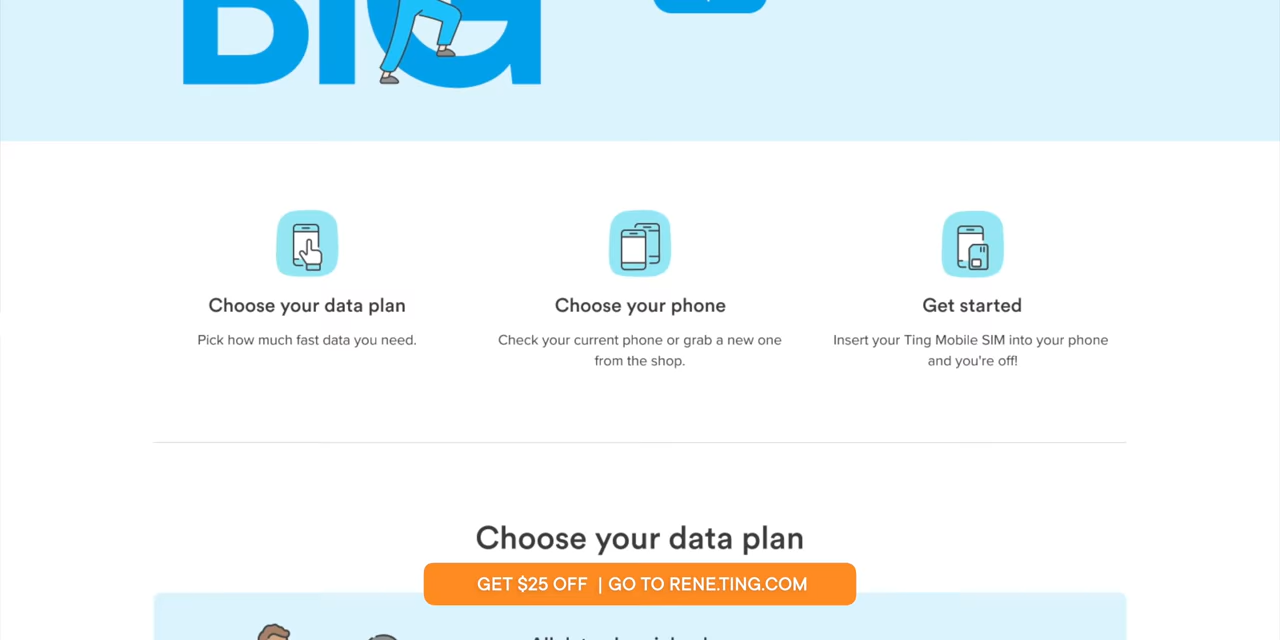 BIG
Choose your data plan
Pick how much fast data you need.
Choose your phone
Check your current phone or grab a new one
from the shop.
Get started
Insert your Ting Mobile SIM into your phone
and you're off!
Choose your data plan
GET $25 OFF | GO TO RENE.TING.COM